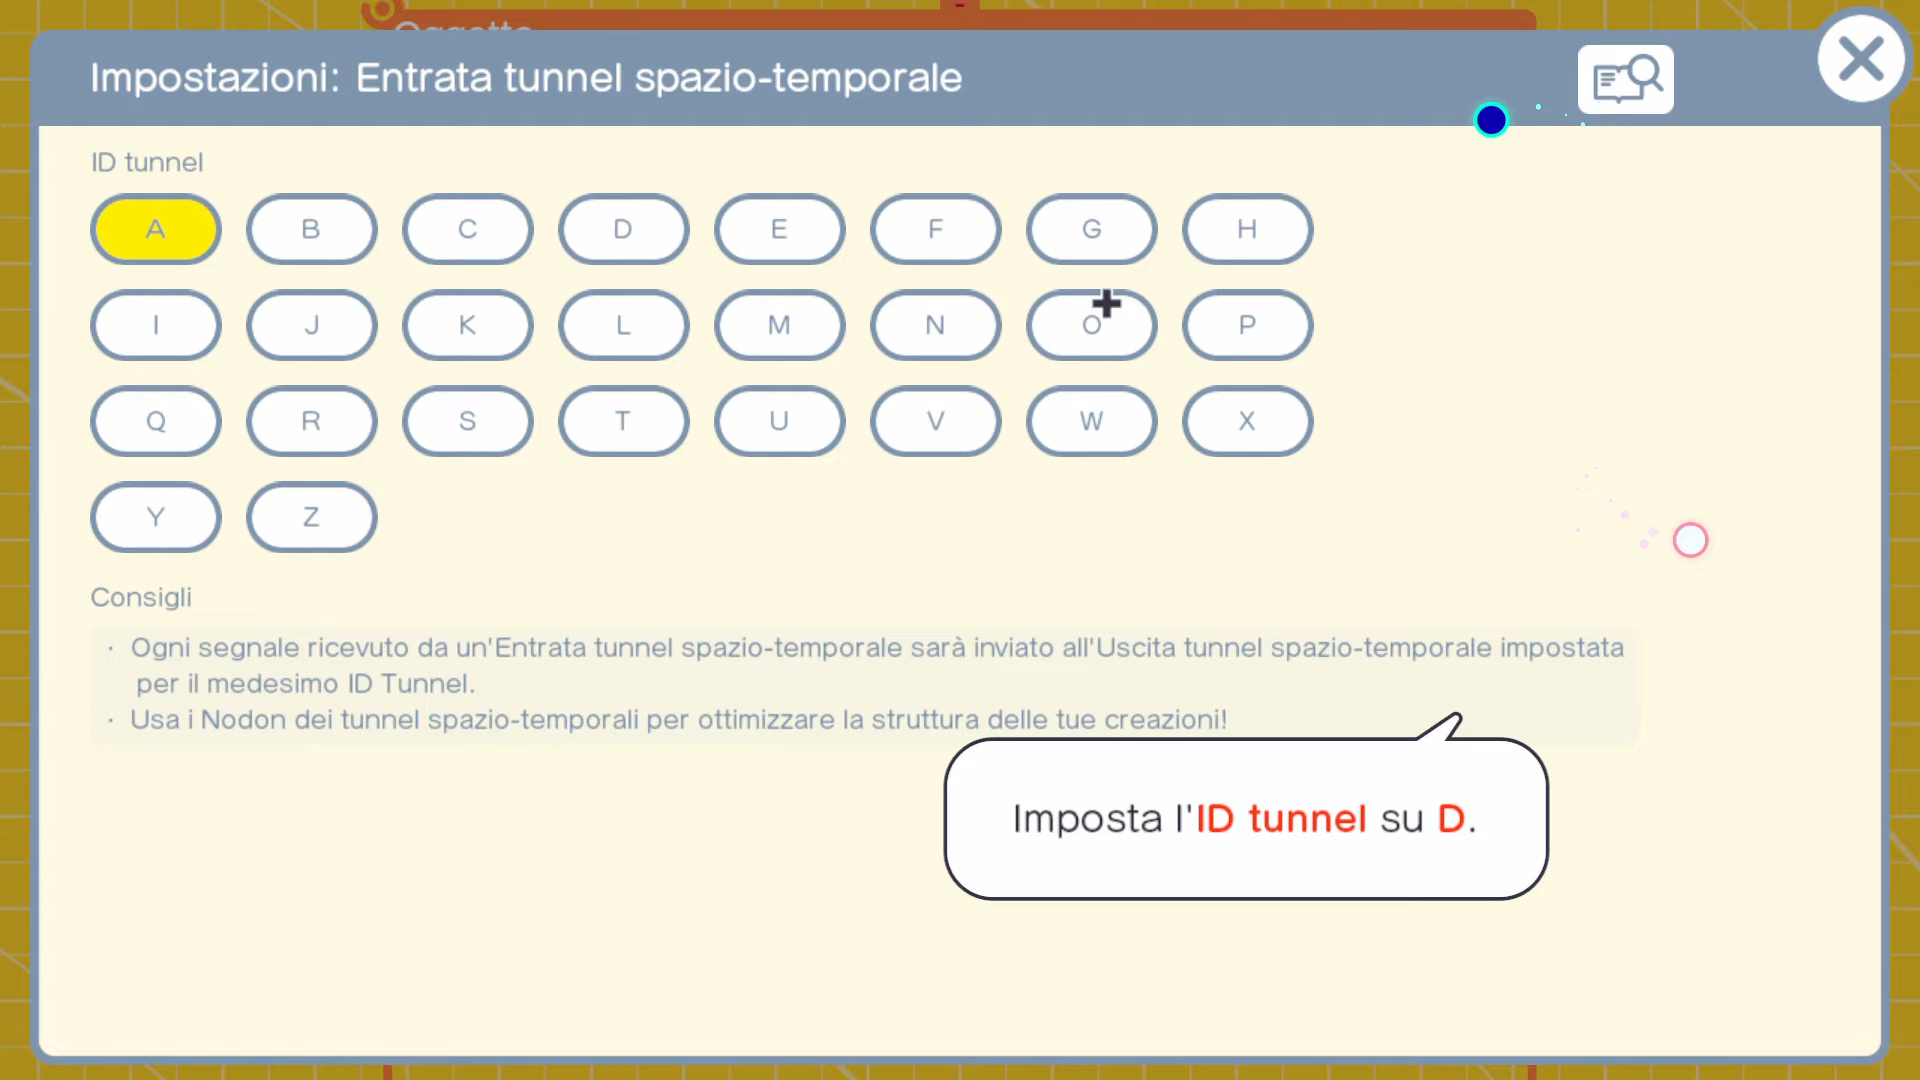 Oggetto
Impostazioni: Entrata tunnel spazio-temporale
ID tunnel
A B C D E F G H
I J K L M N O P
Q R S T U V W X
Y Z
Consigli
· Ogni segnale ricevuto da un'Entrata tunnel spazio-temporale sarà inviato all'Uscita tunnel spazio-temporale impostata
per il medesimo ID Tunnel.
· Usa i Nodon dei tunnel spazio-temporali per ottimizzare la struttura delle tue creazioni!
Imposta l'ID tunnel su D.